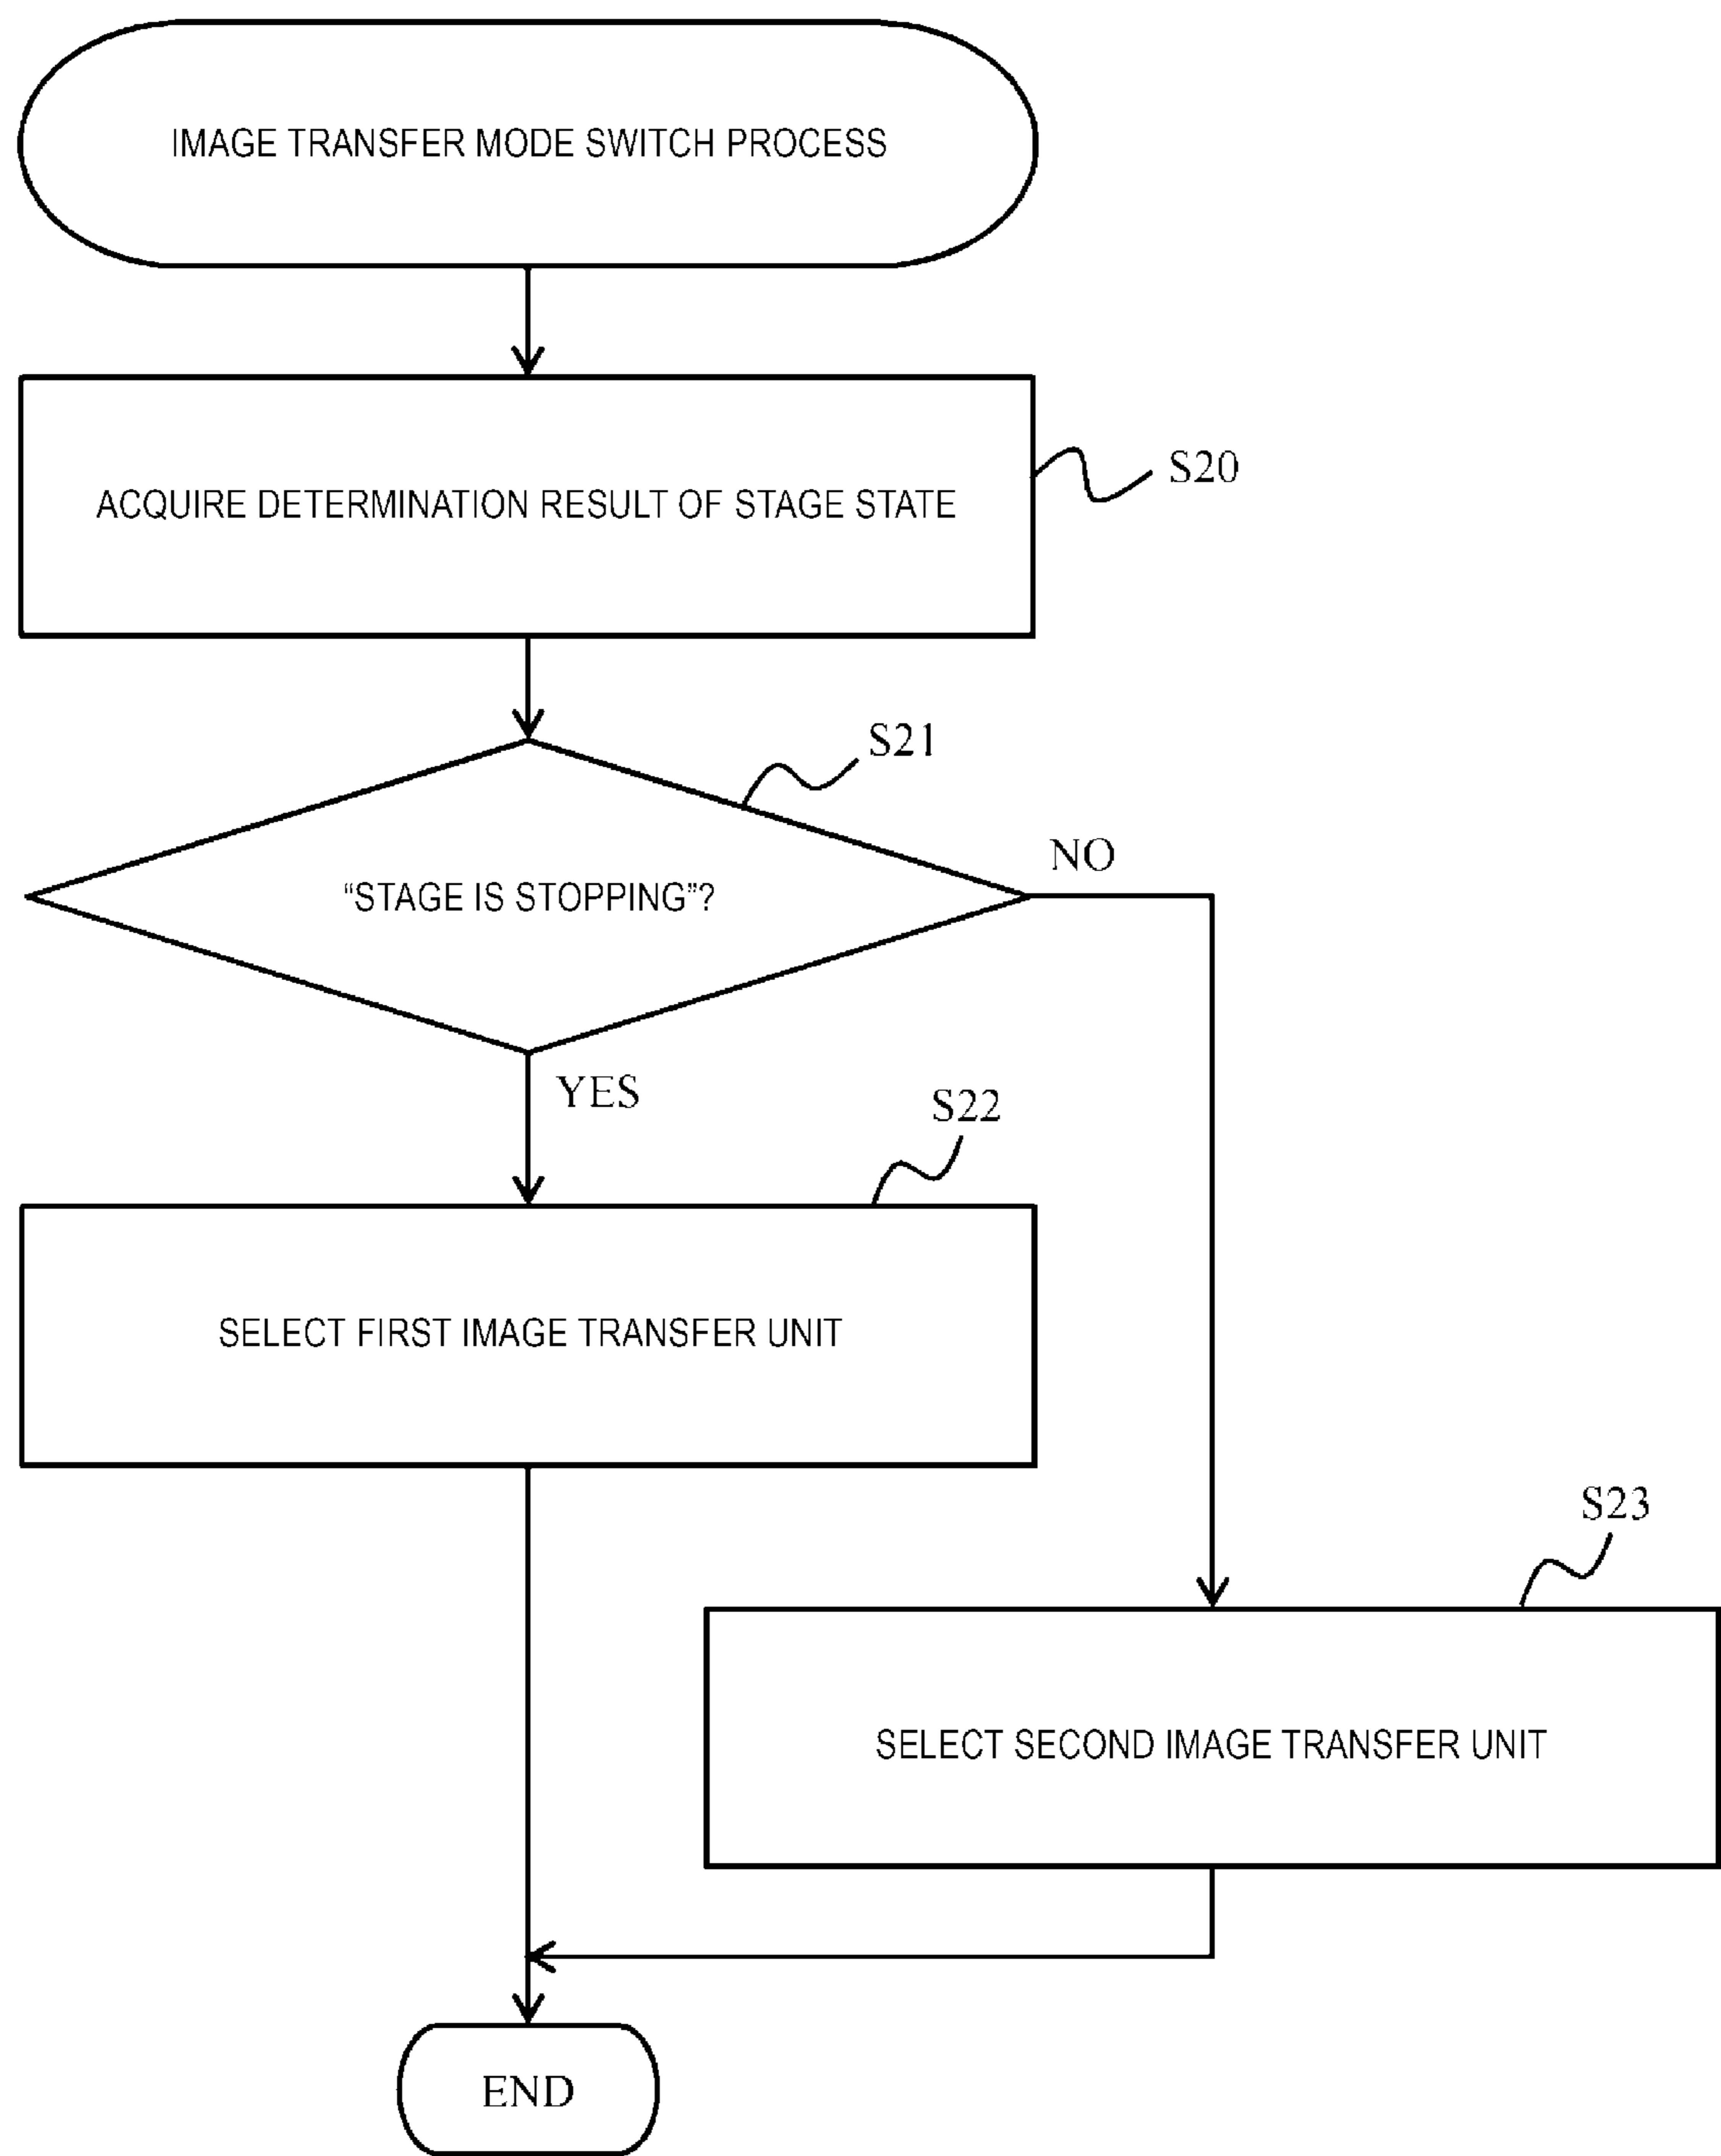 IMAGE TRANSFER MODE SWITCH PROCESS
ACQUIRE DETERMINATION RESULT OF STAGE STATE
S20
S21
“STAGE IS STOPPING”?
NO
YES
S22
SELECT FIRST IMAGE TRANSFER UNIT
S23
SELECT SECOND IMAGE TRANSFER UNIT
END